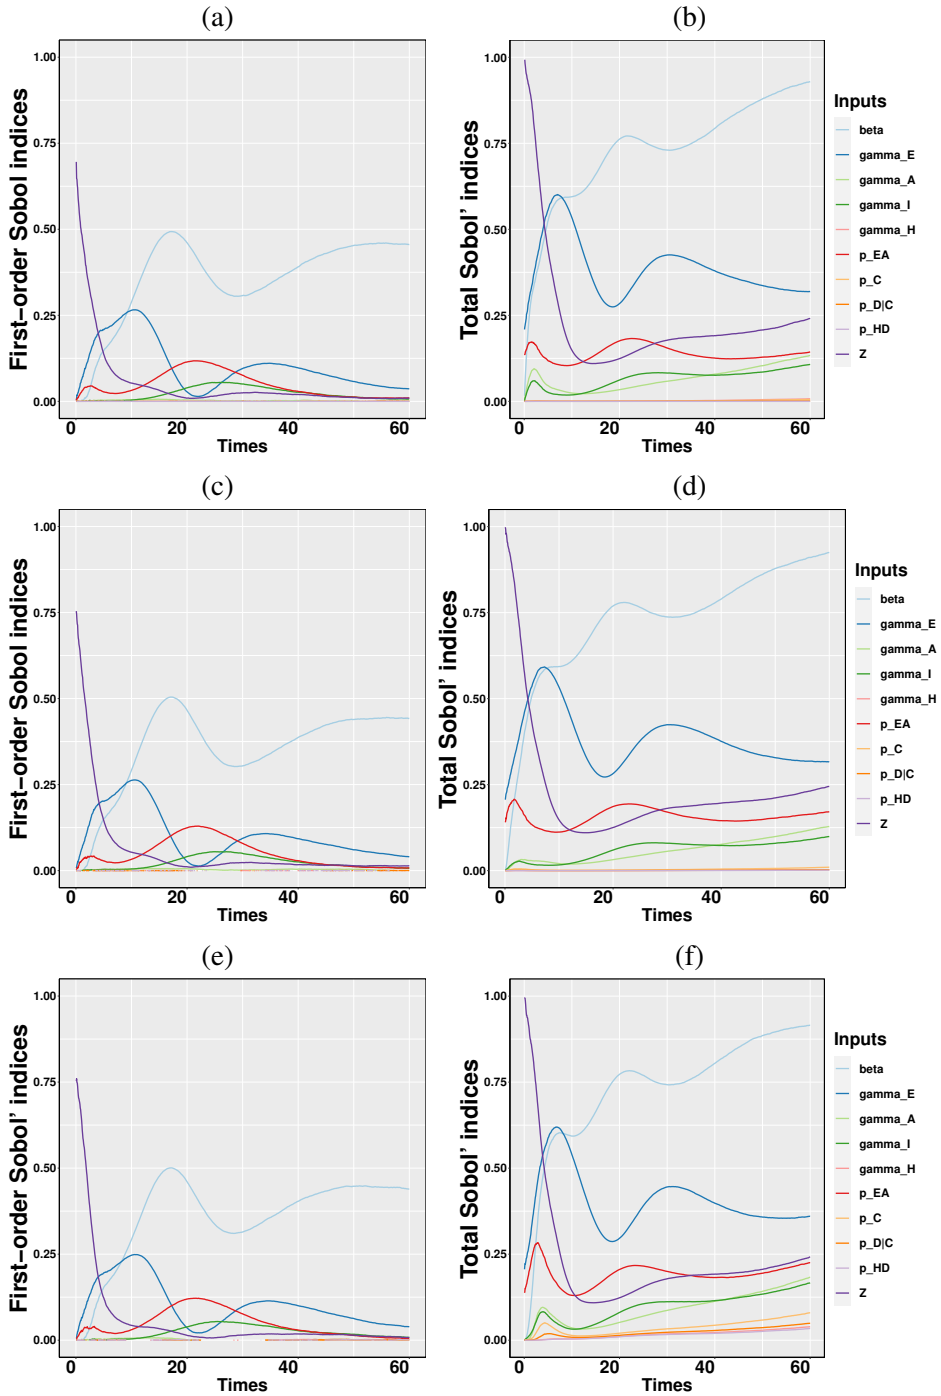 (a)
First-order Sobol indices
1.00
0.75
0.50
0.25
0.00
0
20
40
60
Times
(b)
Total Sobol' indices
1.00
0.75
0.50
0.25
0.00
0
20
40
60
Times
Inputs
beta
gamma_E
gamma_A
gamma_I
gamma_H
p_EA
p_C
p_D|C
p_HD
Z
(c)
First-order Sobol indices
1.00
0.75
0.50
0.25
0.00
0
20
40
60
Times
(d)
Total Sobol' indices
1.00
0.75
0.50
0.25
0.00
0
20
40
60
Times
Inputs
beta
gamma_E
gamma_A
gamma_I
gamma_H
p_EA
p_C
p_D|C
p_HD
Z
(e)
First-order Sobol' indices
1.00
0.75
0.50
0.25
0.00
0
20
40
60
Times
(f)
Total Sobol' indices
1.00
0.75
0.50
0.25
0.00
0
20
40
60
Times
Inputs
beta
gamma_E
gamma_A
gamma_I
gamma_H
p_EA
p_C
p_D|C
p_HD
Z